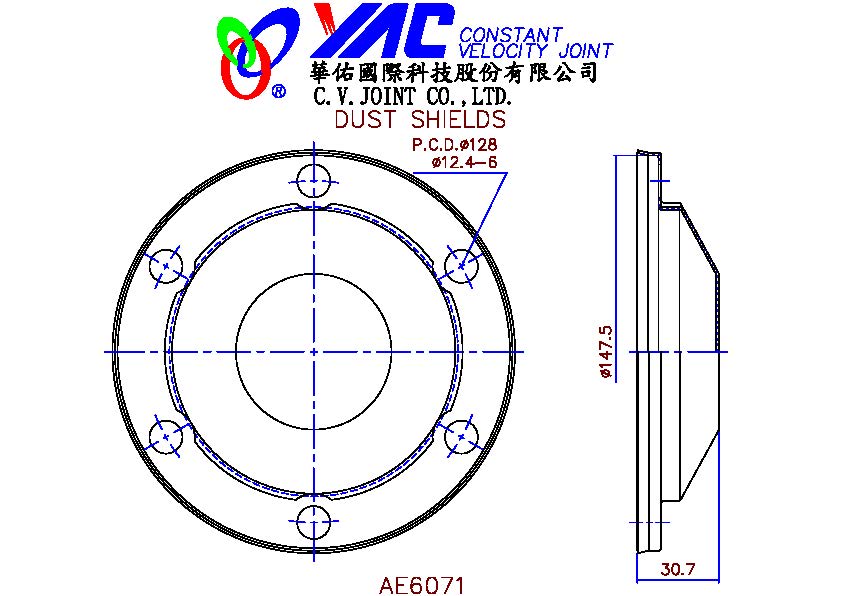 YAC CONSTANT
VELOCITY JOINT
®
華佑國際科技股份有限公司
C.V.JOINT CO.,LTD.
DUST SHIELDS
P.C.D.ø128
ø12.4-6
ø147.5
30.7
AE6071